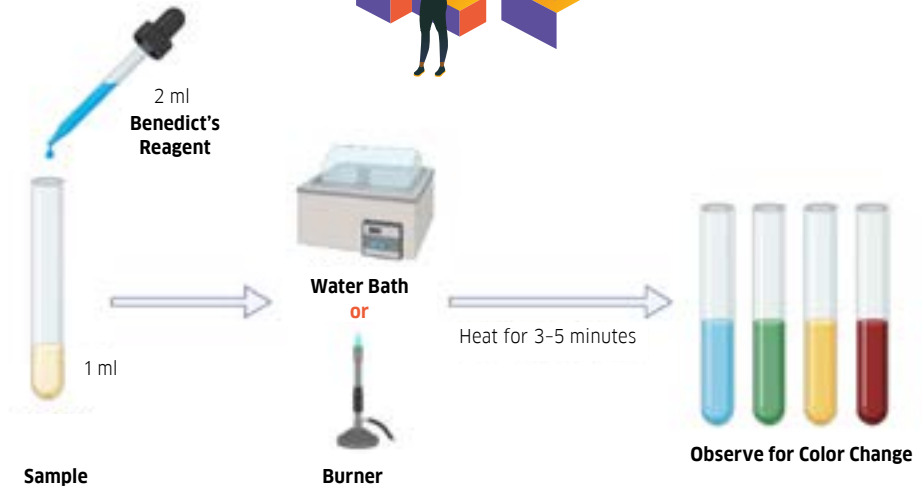 2 ml
Benedict's
Reagent
1 ml
Sample
Water Bath
or
Burner
Heat for 3-5 minutes
Observe for Color Change